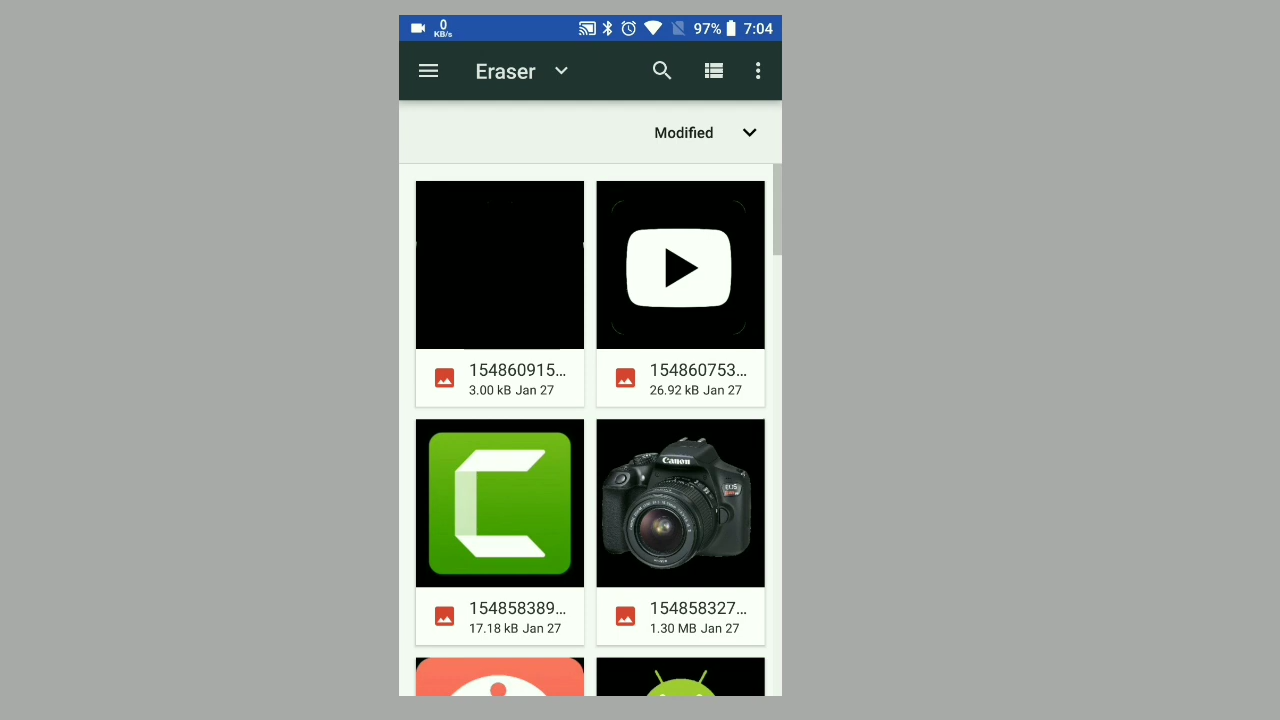 0
KB/s
97%
7:04
Eraser
Modified
154860915...
3.00 kB Jan 27
154860753...
26.92 kB Jan 27
Canon
EOS
154858389...
17.18 kB Jan 27
154858327...
1.30 MB Jan 27